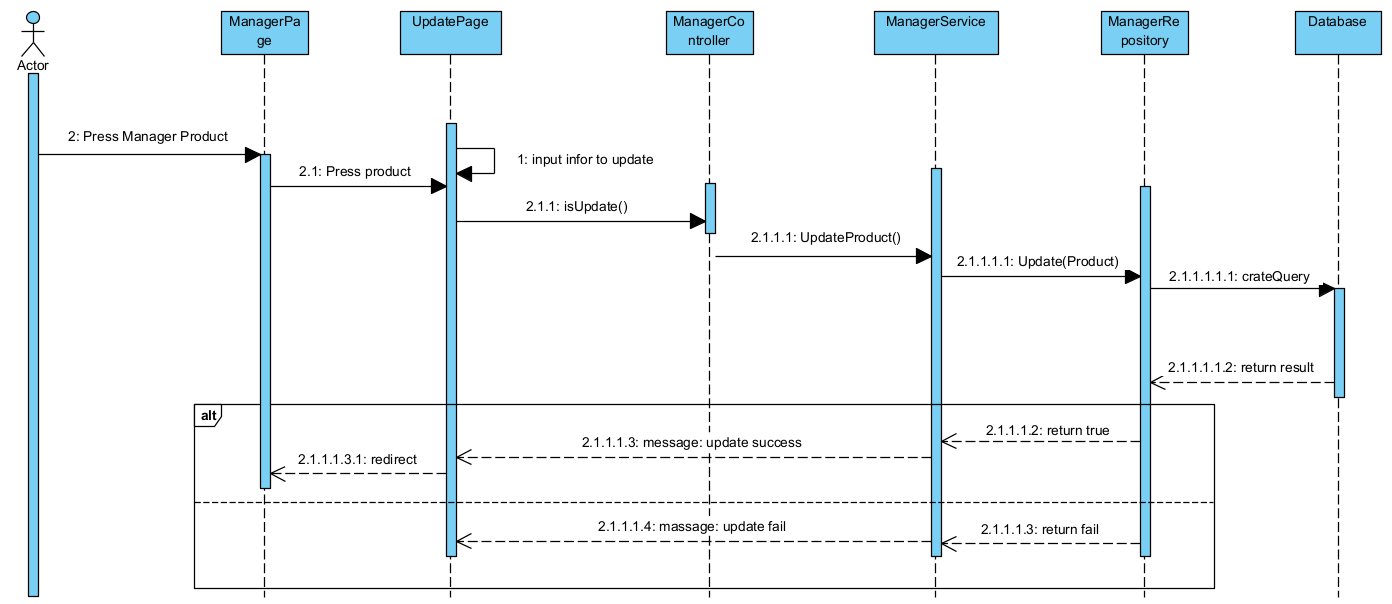 ManagerPa
ge
UpdatePage
ManagerCo
ntroller
ManagerService
ManagerRe
pository
Database
Actor
2: Press Manager Product
1: input infor to update
2.1: Press product
2.1.1: isUpdate()
2.1.1.1: UpdateProduct()
2.1.1.1.1: Update(Product)
2.1.1.1.1.1: crateQuery
2.1.1.1.1.2: return result
alt
2.1.1.1.2: return true
2.1.1.1.3: message: update success
2.1.1.1.3.1: redirect
2.1.1.1.4: massage: update fail
2.1.1.1.3: return fail